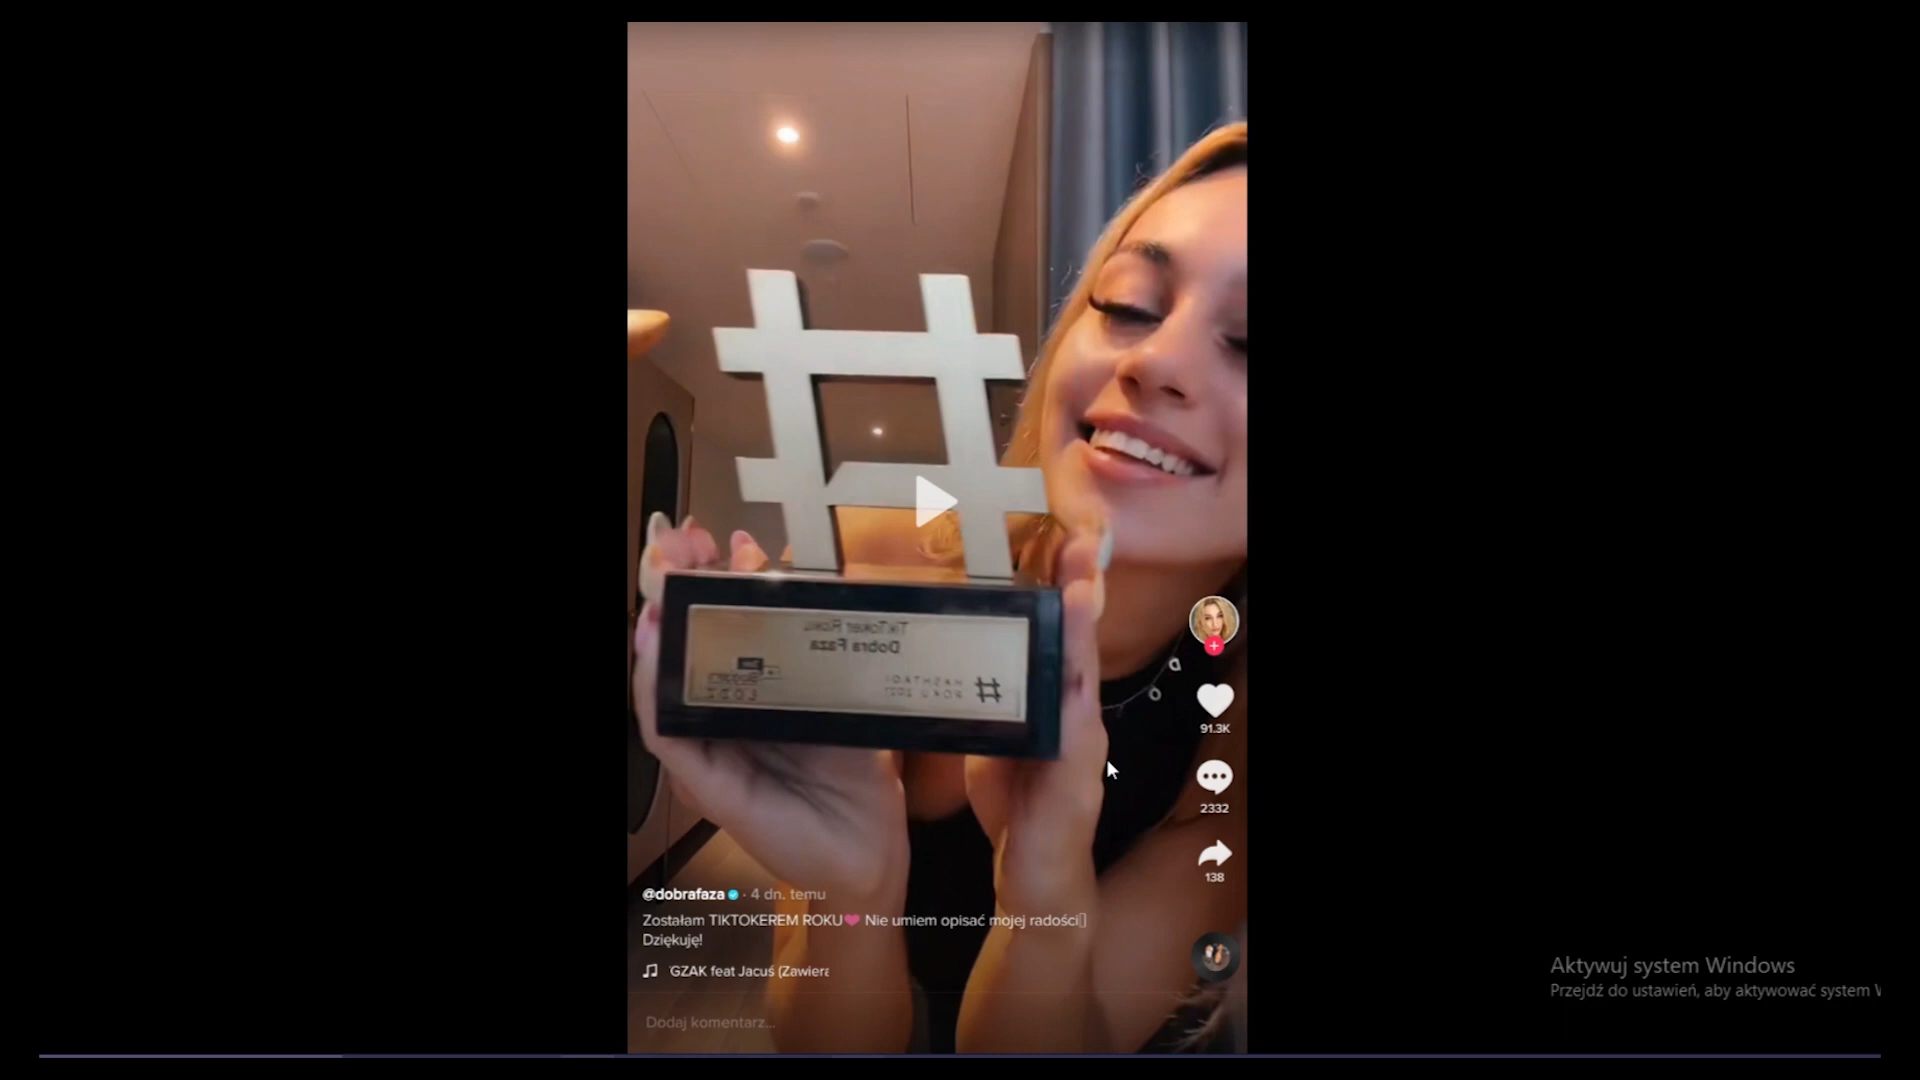 TikToker Roku
Dobra Faza
HASHTAGI
ROKU 2021
ŁÓDŹ
91.3K
2332
138
@dobrafaza · 4 dn. temu
Zostałam TIKTOKEREM ROKU❤ Nie umiem opisać mojej radości
Dziękuję!
GZAK feat Jacuś (Zawiera
Dodaj komentarz...
Aktywuj system Windows
Przejdź do ustawień, aby aktywować system W